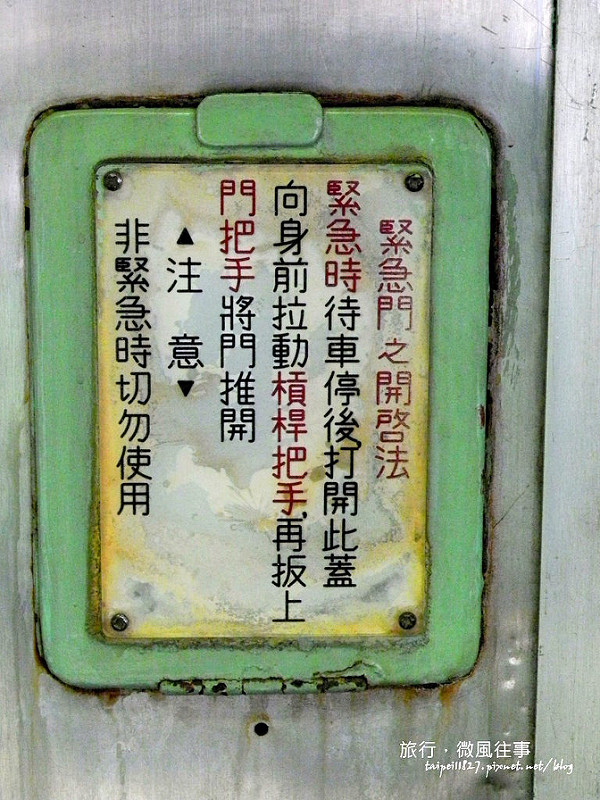 緊急門之開啓法
緊急時待車停後,打開此蓋
向身前拉動槓桿把手,再扳上
門把手將門推開
▲注意▼
非緊急時切勿使用
旅行·微風往事
taipei11827.pixnet.net/blog